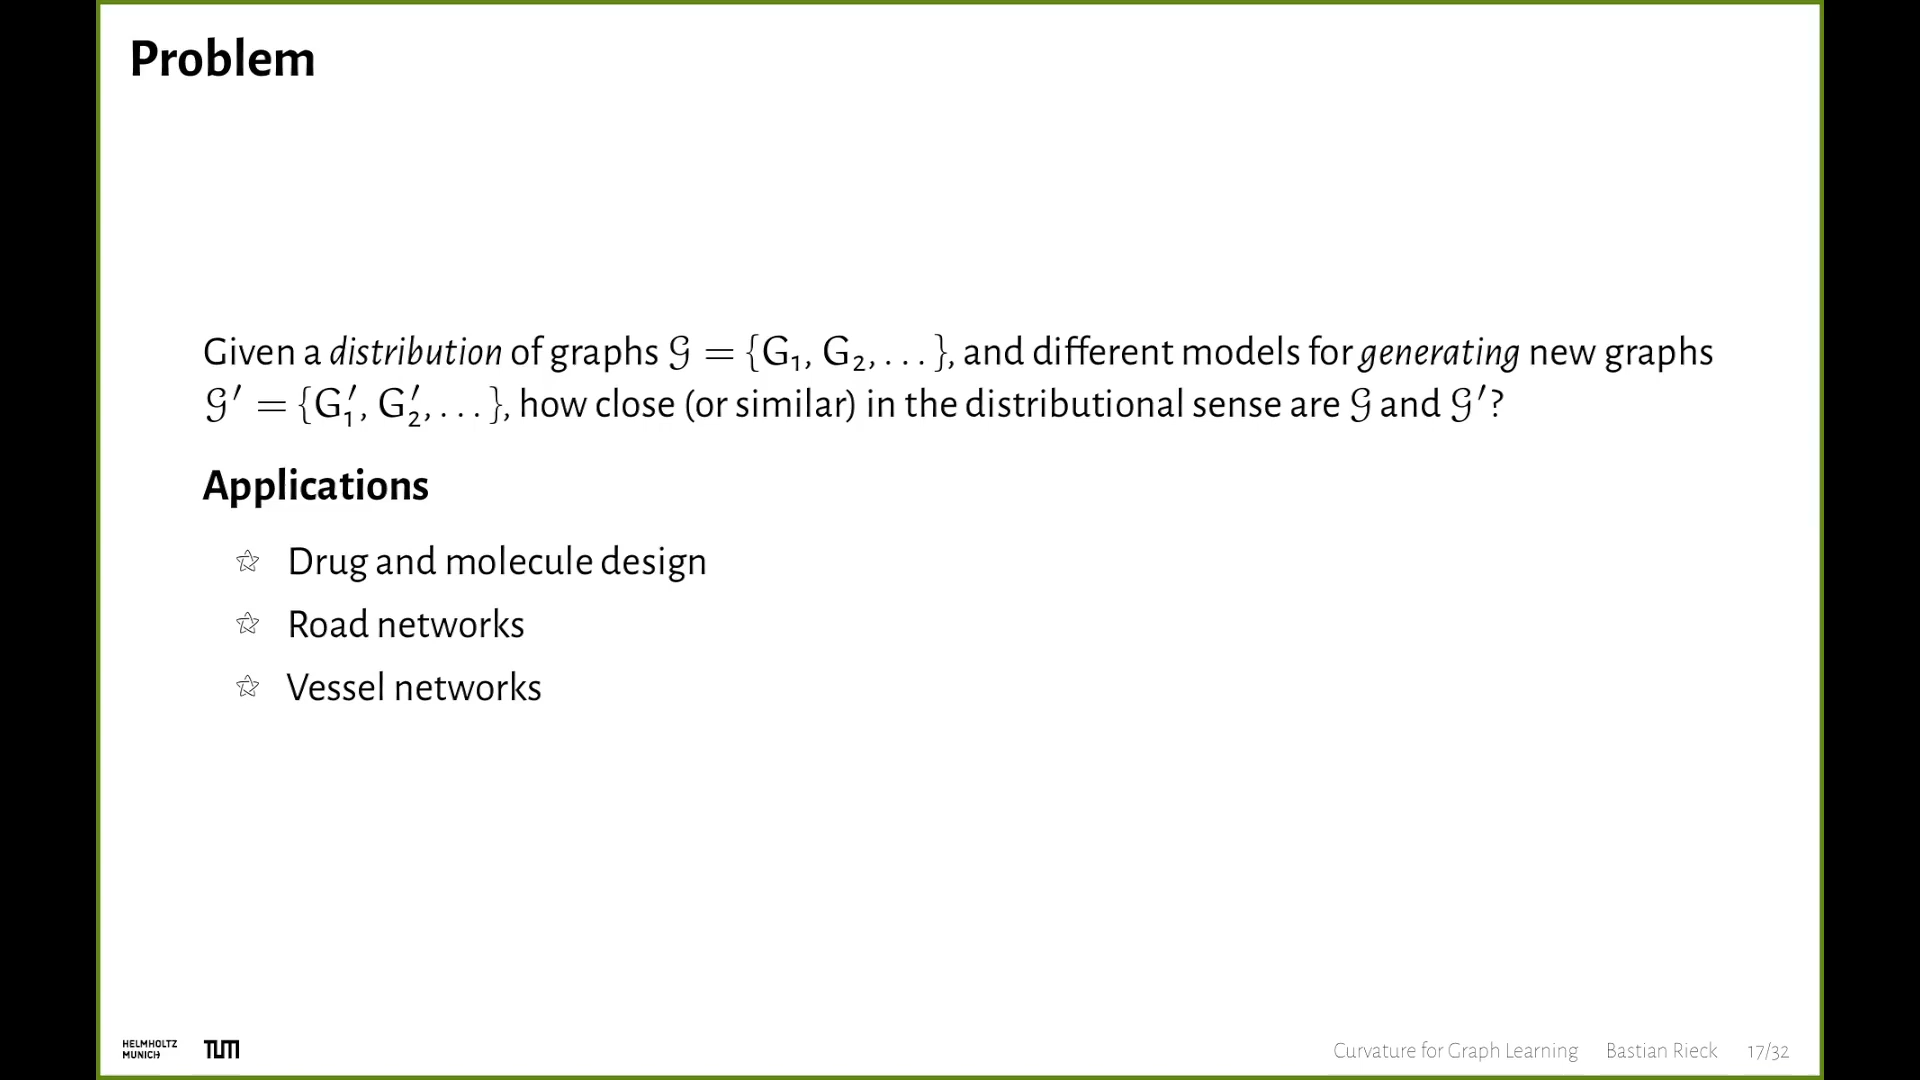 Problem
Given a distribution of graphs 𝒢 = {G₁, G₂, . . . }, and different models for generating new graphs
𝒢′ = {G′₁, G′₂, . . . }, how close (or similar) in the distributional sense are 𝒢 and 𝒢′?
Applications
☆ Drug and molecule design
☆ Road networks
☆ Vessel networks
HELMHOLTZ
MUNICH
TUM
Curvature for Graph Learning Bastian Rieck 17/32